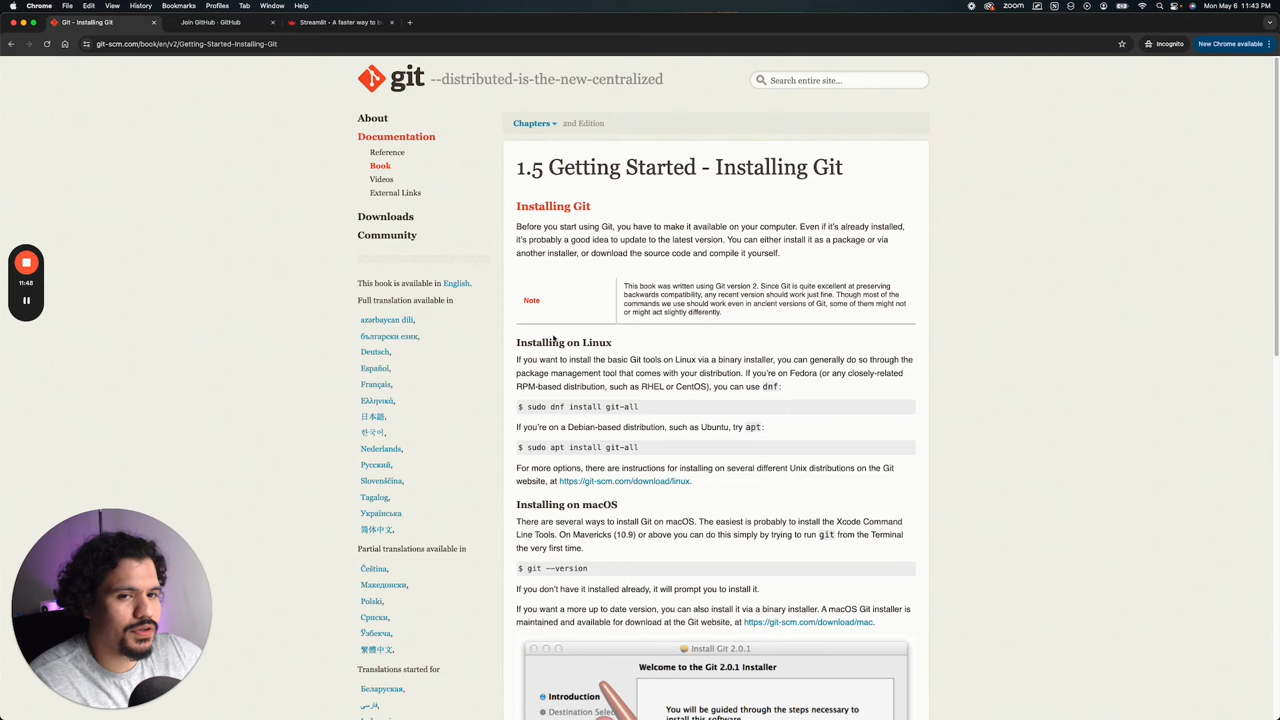 Chrome File Edit View History Bookmarks Profiles Tab Window Help
ZOOM
Mon May 6 11:43 PM
Git - Installing Git
Join GitHub · GitHub
Streamlit • A faster way to b
git-scm.com/book/en/v2/Getting-Started-Installing-Git
Incognito
New Chrome available
git --distributed-is-the-new-centralized
Search entire site...
About
Documentation
Reference
Book
Videos
External Links
Downloads
Community
This book is available in English.
Full translation available in
azərbaycan dili,
български език,
Deutsch,
Español,
Français,
Ελληνικά,
日本語,
한국어,
Nederlands,
Русский,
Slovenščina,
Tagalog,
Українська
简体中文,
Partial translations available in
Čeština,
Македонски,
Polski,
Српски,
Ўзбекча,
繁體中文,
Translations started for
Беларуская,
فارسی,
Chapters 2nd Edition
1.5 Getting Started - Installing Git
Installing Git
Before you start using Git, you have to make it available on your computer. Even if it's already installed,
it's probably a good idea to update to the latest version. You can either install it as a package or via
another installer, or download the source code and compile it yourself.
Note
This book was written using Git version 2. Since Git is quite excellent at preserving
backwards compatibility, any recent version should work just fine. Though most of the
commands we use should work even in ancient versions of Git, some of them might not
or might act slightly differently.
Installing on Linux
If you want to install the basic Git tools on Linux via a binary installer, you can generally do so through the
package management tool that comes with your distribution. If you're on Fedora (or any closely-related
RPM-based distribution, such as RHEL or CentOS), you can use dnf:
$ sudo dnf install git-all
If you're on a Debian-based distribution, such as Ubuntu, try apt:
$ sudo apt install git-all
For more options, there are instructions for installing on several different Unix distributions on the Git
website, at https://git-scm.com/download/linux.
Installing on macOS
There are several ways to install Git on macOS. The easiest is probably to install the Xcode Command
Line Tools. On Mavericks (10.9) or above you can do this simply by trying to run git from the Terminal
the very first time.
$ git --version
If you don't have it installed already, it will prompt you to install it.
If you want a more up to date version, you can also install it via a binary installer. A macOS Git installer is
maintained and available for download at the Git website, at https://git-scm.com/download/mac.
Install Git 2.0.1
Welcome to the Git 2.0.1 Installer
Introduction
Destination Selec
You will be guided through the steps necessary to
install this software.
11:48